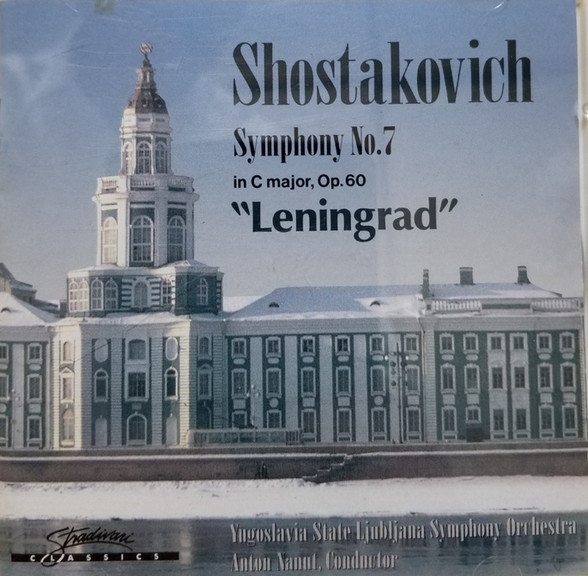 Shostakovich
Symphony No.7
in C major, Op.60
"Leningrad"
Yugoslavia State Ljubljana Symphony Orchestra
Anton Nanut, Conductor
Stradivari
CLASSICS